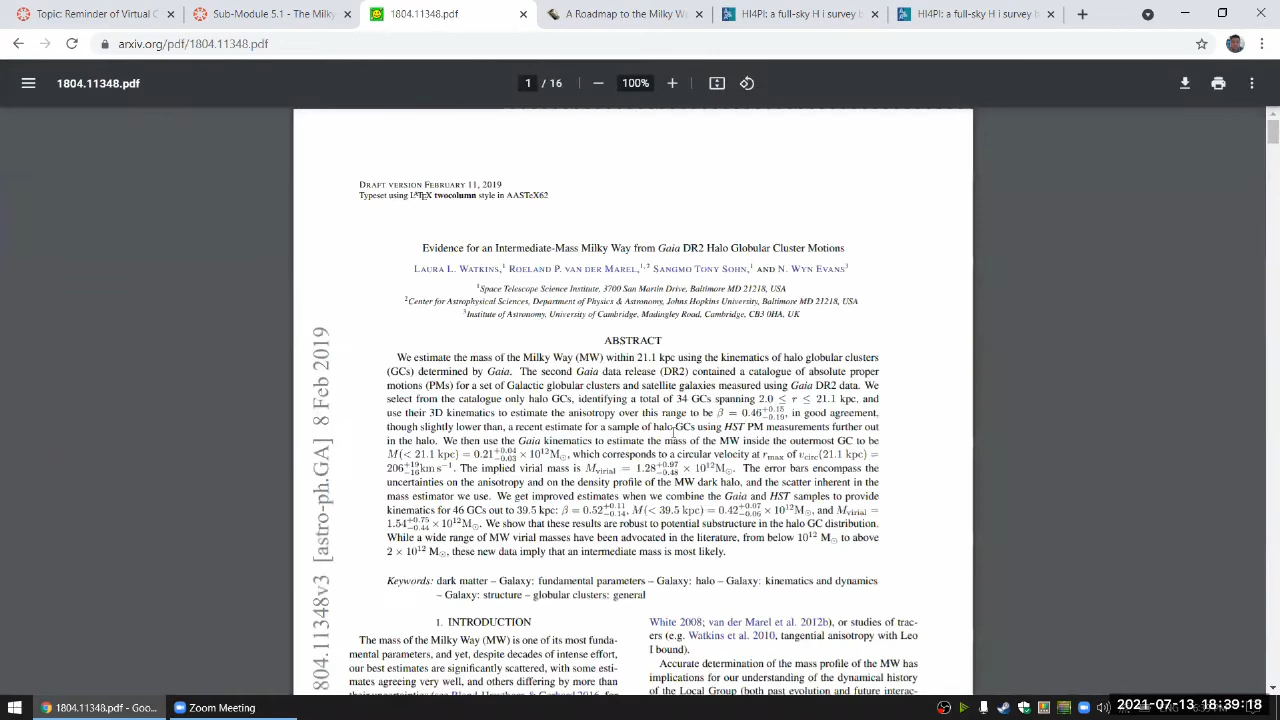 Topic: The Milky Way - Virtual C
Sub-Module 5.1 - The Milky
1804.11348.pdf
A Roadmap to the Milky W
HI4PI: a full-sky H i survey b
HI4PI: a full-sky H i survey b
arxiv.org/pdf/1804.11348.pdf
1804.11348.pdf
1 / 16
100%
DRAFT VERSION FEBRUARY 11, 2019
Typeset using LATEX twocolumn style in AASTeX62
Evidence for an Intermediate-Mass Milky Way from Gaia DR2 Halo Globular Cluster Motions
LAURA L. WATKINS,1 ROELAND P. VAN DER MAREL,1,2 SANGMO TONY SOHN,1 AND N. WYN EVANS3
1Space Telescope Science Institute, 3700 San Martin Drive, Baltimore MD 21218, USA
2Center for Astrophysical Sciences, Department of Physics & Astronomy, Johns Hopkins University, Baltimore MD 21218, USA
3Institute of Astronomy, University of Cambridge, Madingley Road, Cambridge, CB3 0HA, UK
ABSTRACT
We estimate the mass of the Milky Way (MW) within 21.1 kpc using the kinematics of halo globular clusters
(GCs) determined by Gaia. The second Gaia data release (DR2) contained a catalogue of absolute proper
motions (PMs) for a set of Galactic globular clusters and satellite galaxies measured using Gaia DR2 data. We
select from the catalogue only halo GCs, identifying a total of 34 GCs spanning 2.0 ≤ r ≤ 21.1 kpc, and
use their 3D kinematics to estimate the anisotropy over this range to be β = 0.46+0.15−0.19, in good agreement,
though slightly lower than, a recent estimate for a sample of halo GCs using HST PM measurements further out
in the halo. We then use the Gaia kinematics to estimate the mass of the MW inside the outermost GC to be
M(< 21.1 kpc) = 0.21+0.04−0.03 × 10^12 M⊙, which corresponds to a circular velocity at rmax of vcirc(21.1 kpc) =
206+19−16 km s−1. The implied virial mass is Mvirial = 1.28+0.97−0.48 × 10^12 M⊙. The error bars encompass the
uncertainties on the anisotropy and on the density profile of the MW dark halo, and the scatter inherent in the
mass estimator we use. We get improved estimates when we combine the Gaia and HST samples to provide
kinematics for 46 GCs out to 39.5 kpc: β = 0.52+0.11−0.14, M(< 39.5 kpc) = 0.42+0.07−0.06 × 10^12 M⊙, and Mvirial =
1.54+0.75−0.44 × 10^12 M⊙. We show that these results are robust to potential substructure in the halo GC distribution.
While a wide range of MW virial masses have been advocated in the literature, from below 10^12 M⊙ to above
2 × 10^12 M⊙, these new data imply that an intermediate mass is most likely.
Keywords: dark matter – Galaxy: fundamental parameters – Galaxy: halo – Galaxy: kinematics and dynamics
– Galaxy: structure – globular clusters: general
1. INTRODUCTION
The mass of the Milky Way (MW) is one of its most funda-
mental parameters, and yet, despite decades of intense effort,
our best estimates are significantly scattered, with some esti-
mates agreeing very well, and others differing by more than
their uncertainties (see Bland-Hawthorn & Gerhard 2016, for
White 2008; van der Marel et al. 2012b), or studies of trac-
ers (e.g. Watkins et al. 2010, tangential anisotropy with Leo
I bound).
Accurate determination of the mass profile of the MW has
implications for our understanding of the dynamical history
of the Local Group (both past evolution and future interac-
804.11348v3 [astro-ph.GA] 8 Feb 2019
1804.11348.pdf - Goo...
Zoom Meeting
2021-07-13 18:39:18